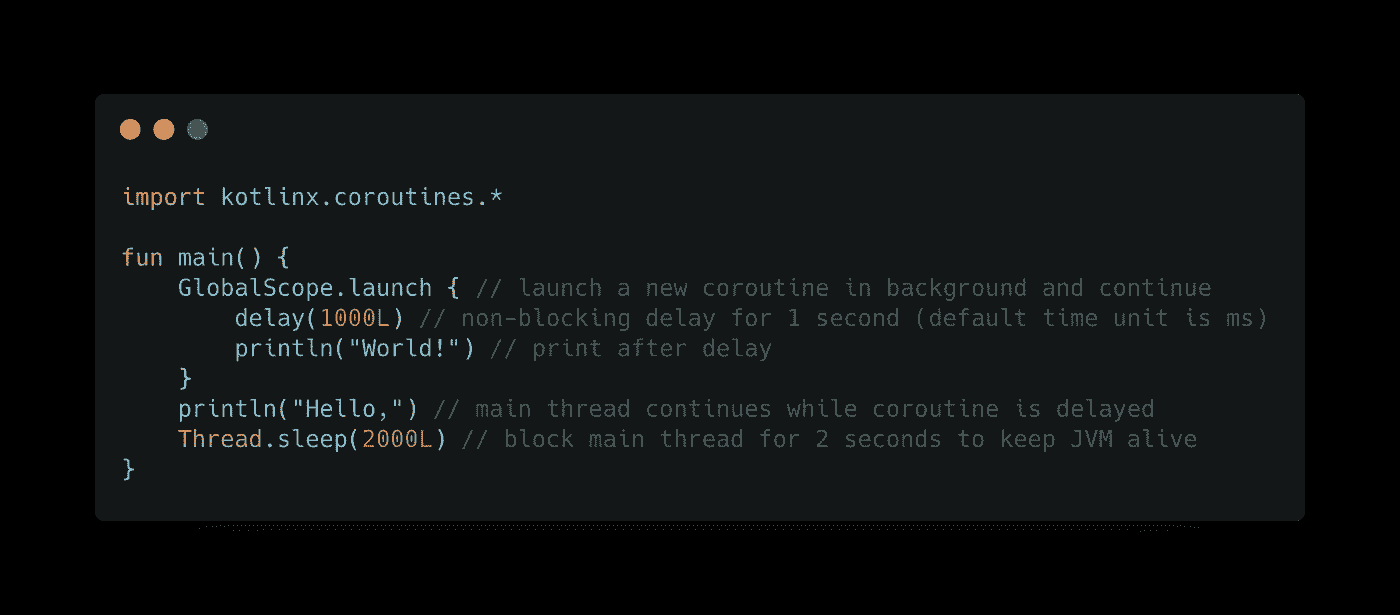 import kotlinx.coroutines.*
fun main() {
    GlobalScope.launch { // launch a new coroutine in background and continue
        delay(1000L) // non-blocking delay for 1 second (default time unit is ms)
        println("World!") // print after delay
    }
    println("Hello,") // main thread continues while coroutine is delayed
    Thread.sleep(2000L) // block main thread for 2 seconds to keep JVM alive
}